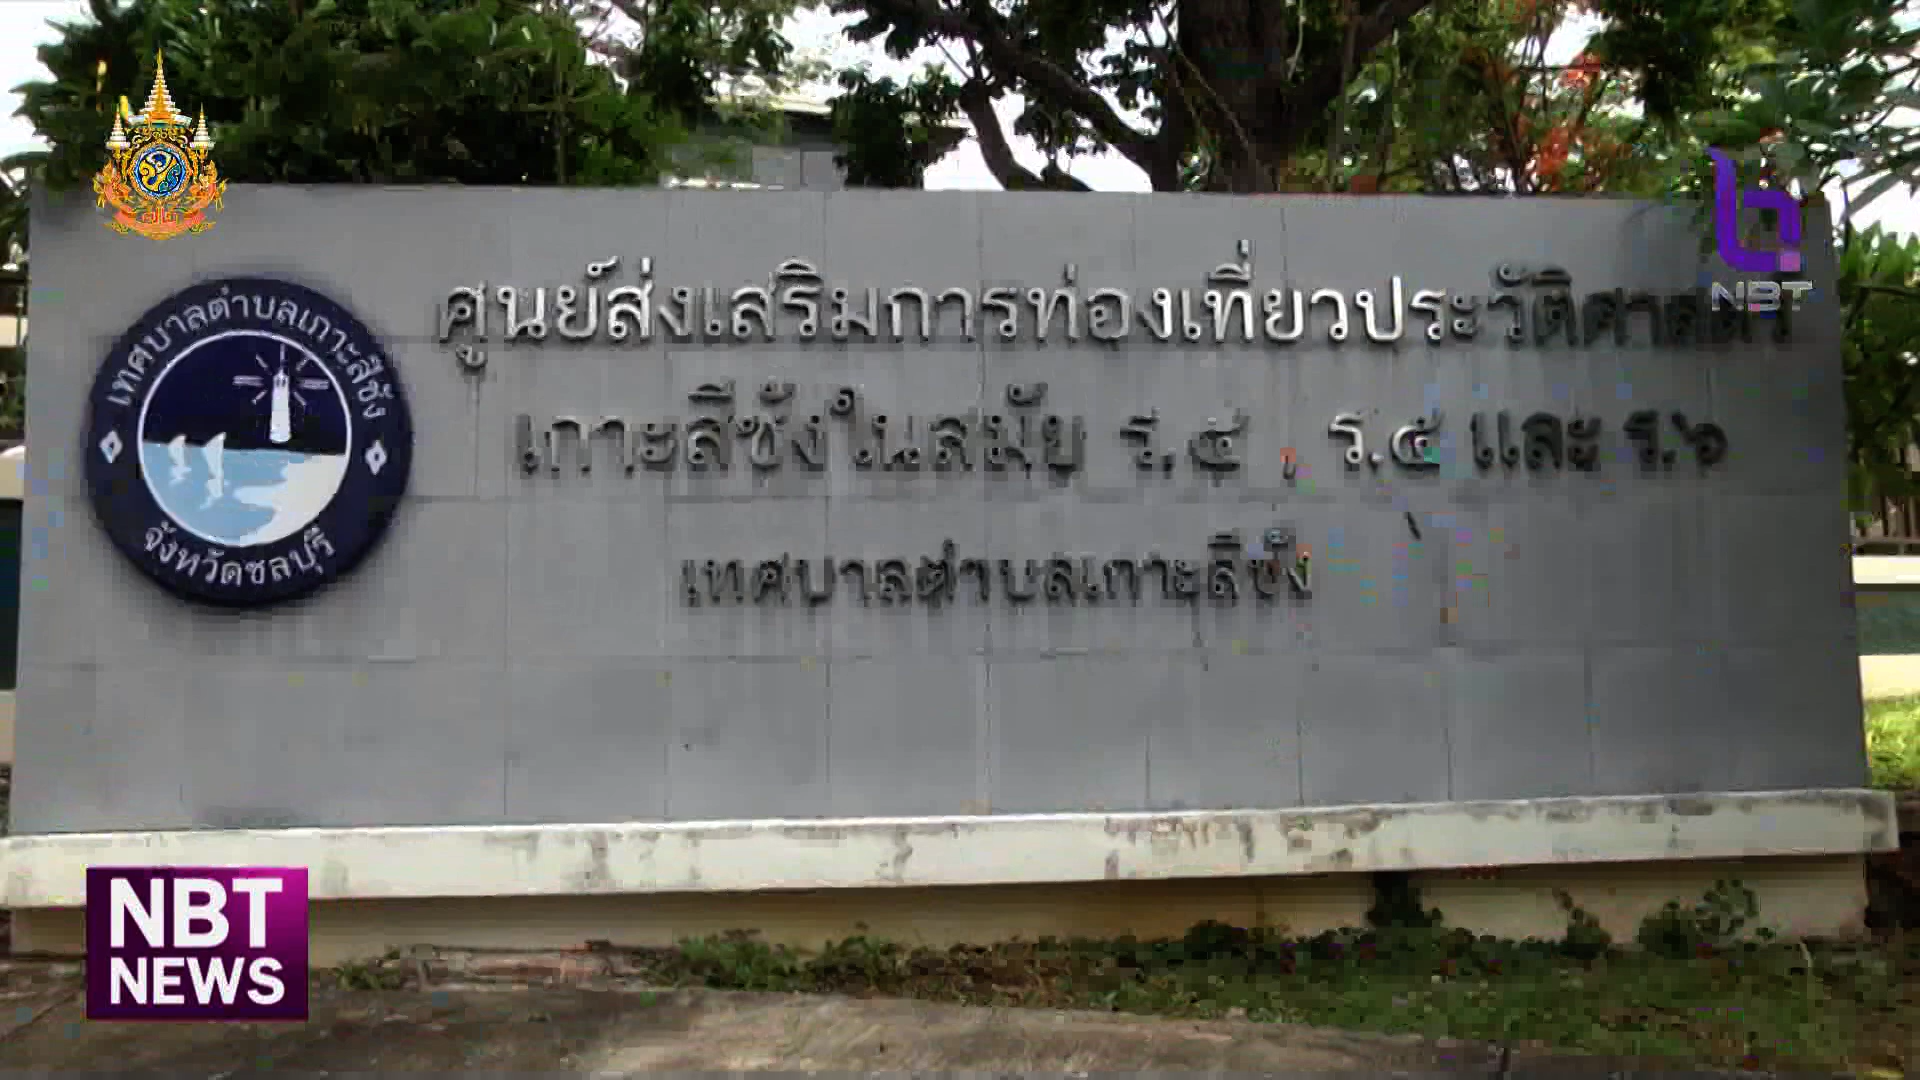 ศูนย์ส่งเสริมการท่องเที่ยวประวัติศาสตร์
เกาะสีชังในสมัย ร.๔ , ร.๕ และ ร.๖
เทศบาลตำบลเกาะสีชัง
เทศบาลตำบลเกาะสีชัง
จังหวัดชลบุรี
NBT
NBT
NEWS